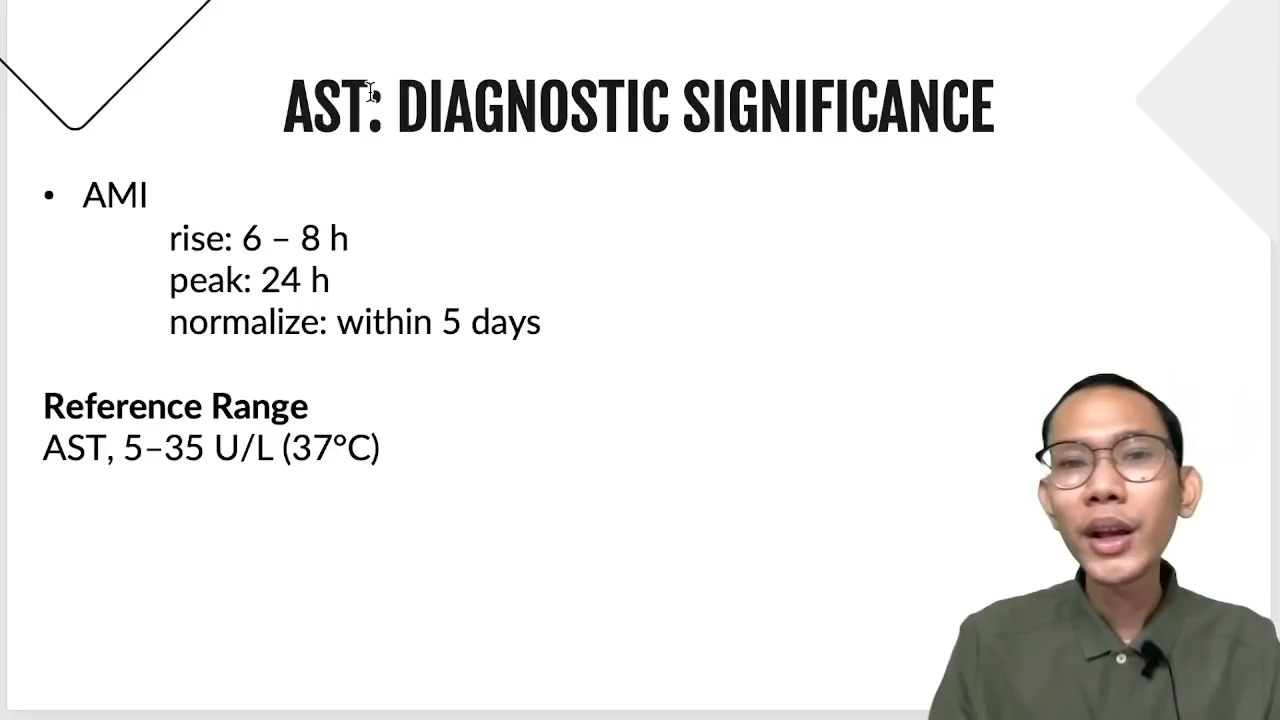 AST: DIAGNOSTIC SIGNIFICANCE
• AMI
rise: 6 – 8 h
peak: 24 h
normalize: within 5 days
Reference Range
AST, 5–35 U/L (37°C)